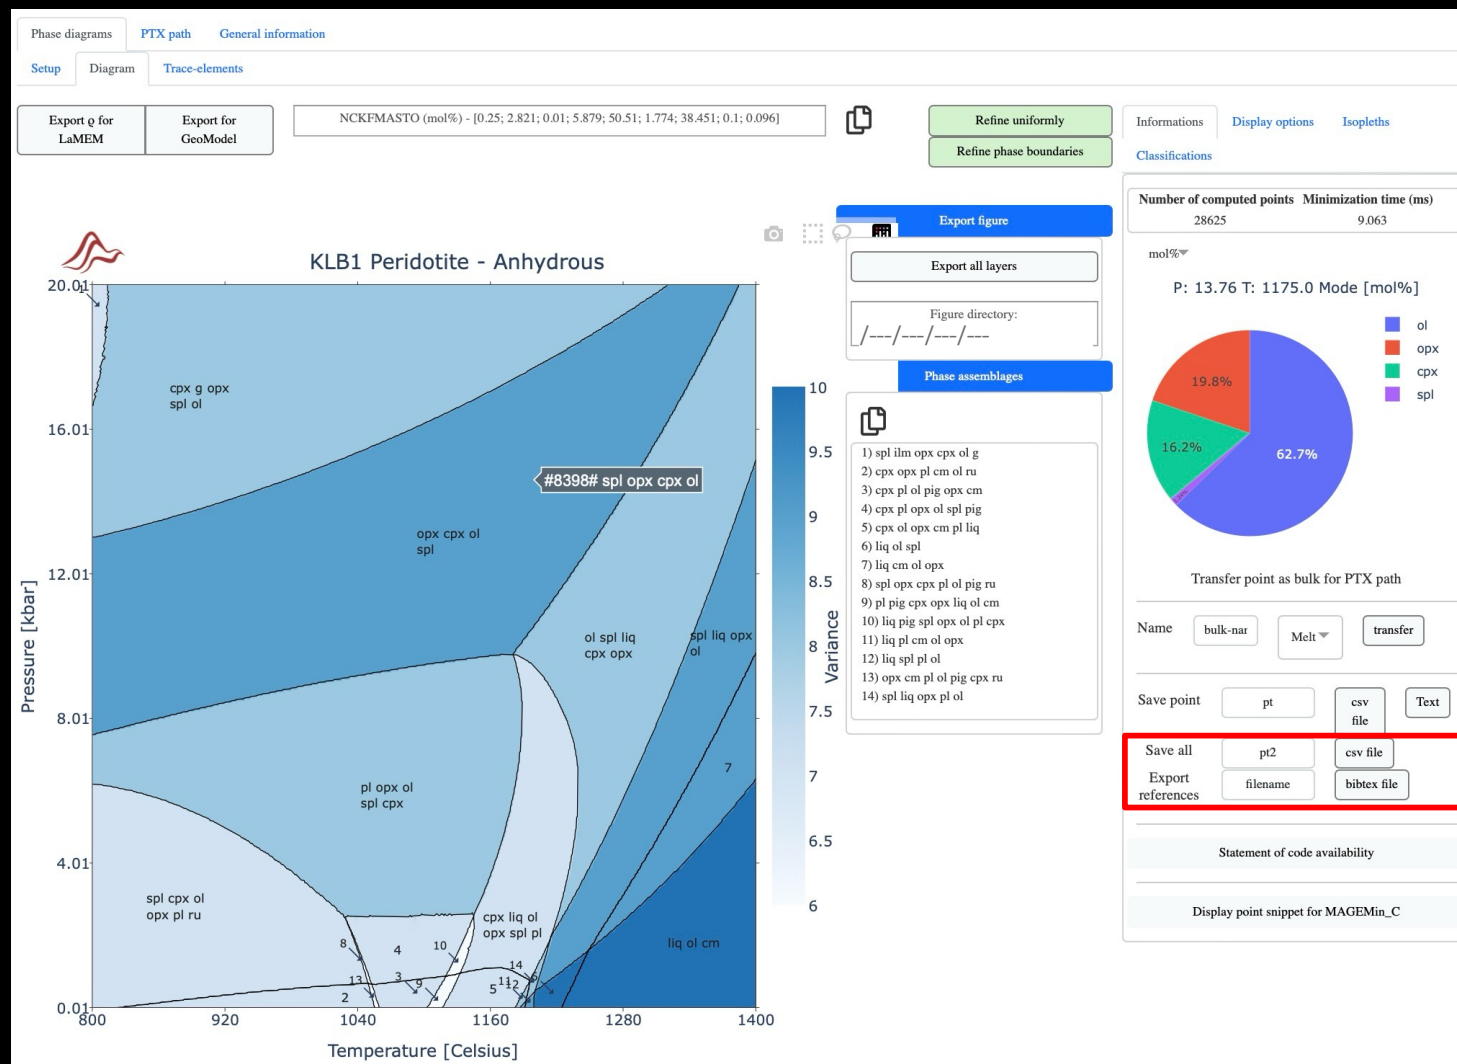 Phase diagrams
PTX path
General information
Setup
Diagram
Trace-elements
Export ϱ for
LaMEM
Export for
GeoModel
NCKFMASTO (mol%) - [0.25; 2.821; 0.01; 5.879; 50.51; 1.774; 38.451; 0.1; 0.096]
Refine uniformly
Refine phase boundaries
KLB1 Peridotite - Anhydrous
20.01
16.01
12.01
8.01
4.01
0.01
Pressure [kbar]
800
920
1040
1160
1280
1400
Temperature [Celsius]
cpx g opx
spl ol
#8398# spl opx cpx ol
opx cpx ol
spl
ol spl liq
cpx opx
spl liq opx
ol
7
pl opx ol
spl cpx
spl cpx ol
opx pl ru
cpx liq ol
opx spl pl
liq ol cm
8
4
10
14
6
13
3
9
5
11
12
2
10
9.5
9
8.5
8
7.5
7
6.5
6
Variance
Export figure
Export all layers
Figure directory:
/---/---/---/---
Phase assemblages
1) spl ilm opx cpx ol g
2) cpx opx pl cm ol ru
3) cpx pl ol pig opx cm
4) cpx pl opx ol spl pig
5) cpx ol opx cm pl liq
6) liq ol spl
7) liq cm ol opx
8) spl opx cpx pl ol pig ru
9) pl pig cpx opx liq ol cm
10) liq pig spl opx ol pl cpx
11) liq pl cm ol opx
12) liq spl pl ol
13) opx cm pl ol pig cpx ru
14) spl liq opx pl ol
Informations
Display options
Isopleths
Classifications
Number of computed points Minimization time (ms)
28625 9.063
mol%
P: 13.76 T: 1175.0 Mode [mol%]
ol
opx
cpx
spl
19.8%
16.2%
62.7%
Transfer point as bulk for PTX path
Name
bulk-nar
Melt
transfer
Save point
pt
csv
file
Text
Save all
pt2
csv file
Export
references
filename
bibtex file
Statement of code availability
Display point snippet for MAGEMin_C